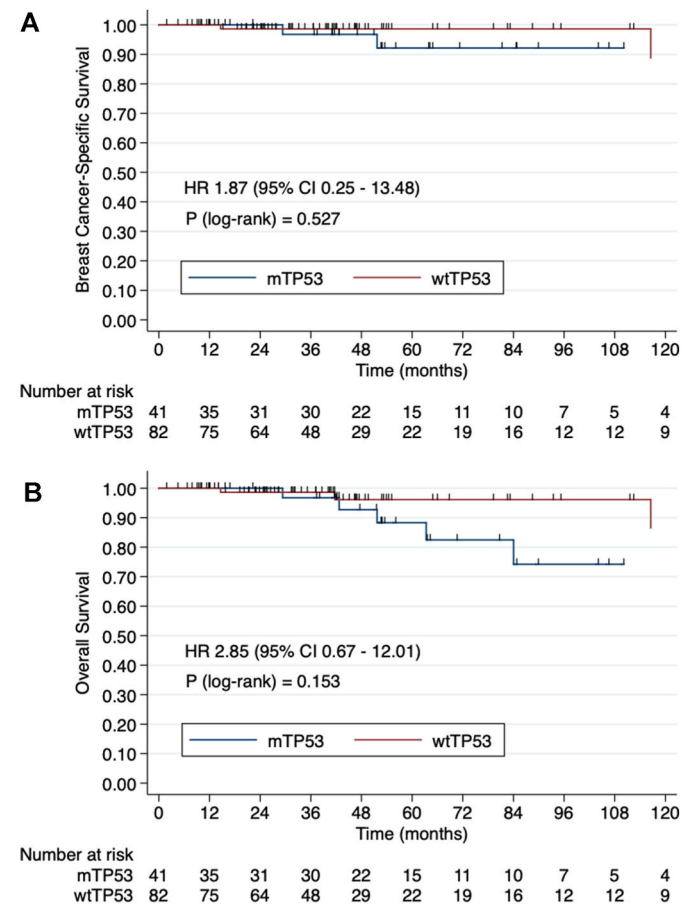 A
Breast Cancer-Specific Survival
1.00
0.90
0.80
0.70
0.60
0.50
0.40
0.30
0.20
0.10
0.00
HR 1.87 (95% CI 0.25 - 13.48)
P (log-rank) = 0.527
mTP53 wtTP53
0 12 24 36 48 60 72 84 96 108 120
Time (months)
Number at risk
mTP53 41 35 31 30 22 15 11 10 7 5 4
wtTP53 82 75 64 48 29 22 19 16 12 12 9
B
Overall Survival
1.00
0.90
0.80
0.70
0.60
0.50
0.40
0.30
0.20
0.10
0.00
HR 2.85 (95% CI 0.67 - 12.01)
P (log-rank) = 0.153
mTP53 wtTP53
0 12 24 36 48 60 72 84 96 108 120
Time (months)
Number at risk
mTP53 41 35 31 30 22 15 11 10 7 5 4
wtTP53 82 75 64 48 29 22 19 16 12 12 9